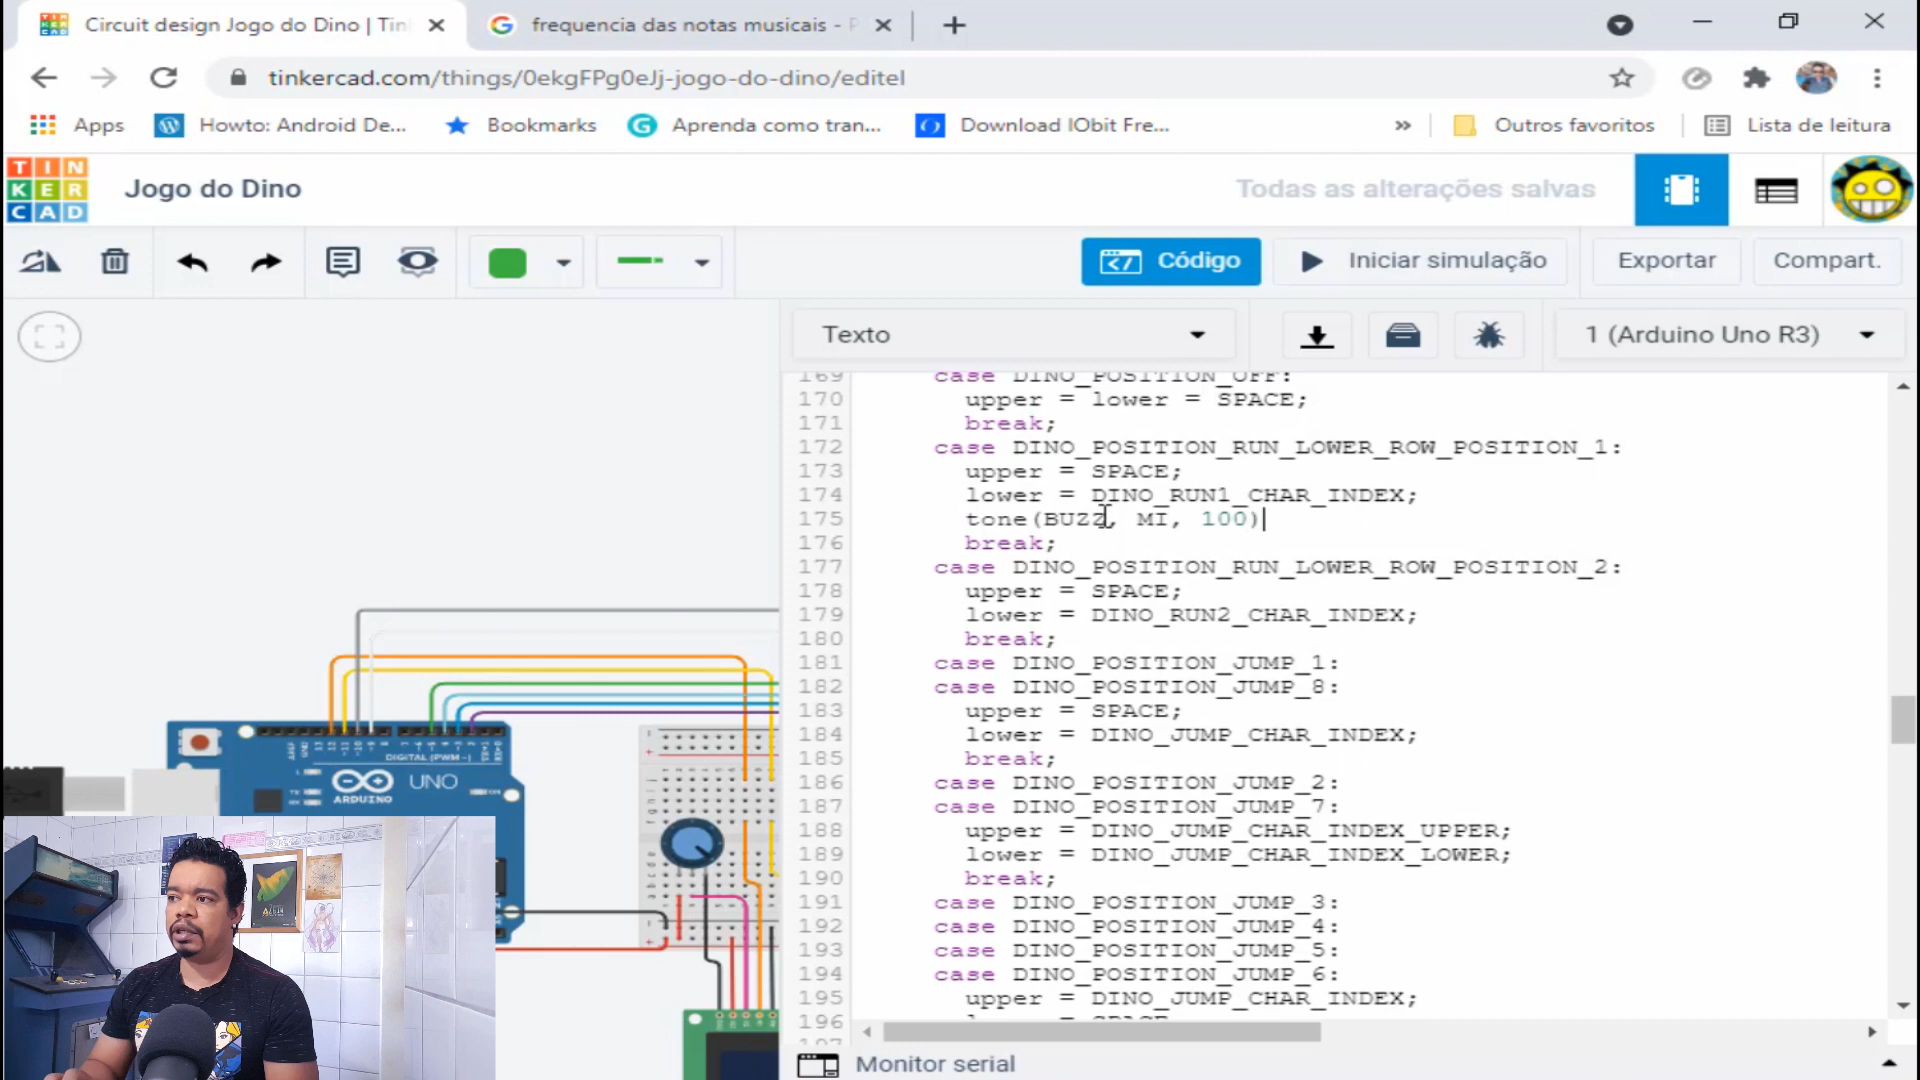 Circuit design Jogo do Dino | Tin
frequencia das notas musicais - P
tinkercad.com/things/0ekgFPg0eJj-jogo-do-dino/editel
Apps
Howto: Android De...
Bookmarks
Aprenda como tran...
Download IObit Fre...
»
Outros favoritos
Lista de leitura
TIN
KER
CAD
Jogo do Dino
Todas as alterações salvas
Código
Iniciar simulação
Exportar
Compart.
Texto
1 (Arduino Uno R3)
169 case DINO_POSITION_OFF:
170 upper = lower = SPACE;
171 break;
172 case DINO_POSITION_RUN_LOWER_ROW_POSITION_1:
173 upper = SPACE;
174 lower = DINO_RUN1_CHAR_INDEX;
175 tone(BUZZ, MI, 100)
176 break;
177 case DINO_POSITION_RUN_LOWER_ROW_POSITION_2:
178 upper = SPACE;
179 lower = DINO_RUN2_CHAR_INDEX;
180 break;
181 case DINO_POSITION_JUMP_1:
182 case DINO_POSITION_JUMP_8:
183 upper = SPACE;
184 lower = DINO_JUMP_CHAR_INDEX;
185 break;
186 case DINO_POSITION_JUMP_2:
187 case DINO_POSITION_JUMP_7:
188 upper = DINO_JUMP_CHAR_INDEX_UPPER;
189 lower = DINO_JUMP_CHAR_INDEX_LOWER;
190 break;
191 case DINO_POSITION_JUMP_3:
192 case DINO_POSITION_JUMP_4:
193 case DINO_POSITION_JUMP_5:
194 case DINO_POSITION_JUMP_6:
195 upper = DINO_JUMP_CHAR_INDEX;
196
DIGITAL (PWM~)
UNO
ARDUINO
Monitor serial